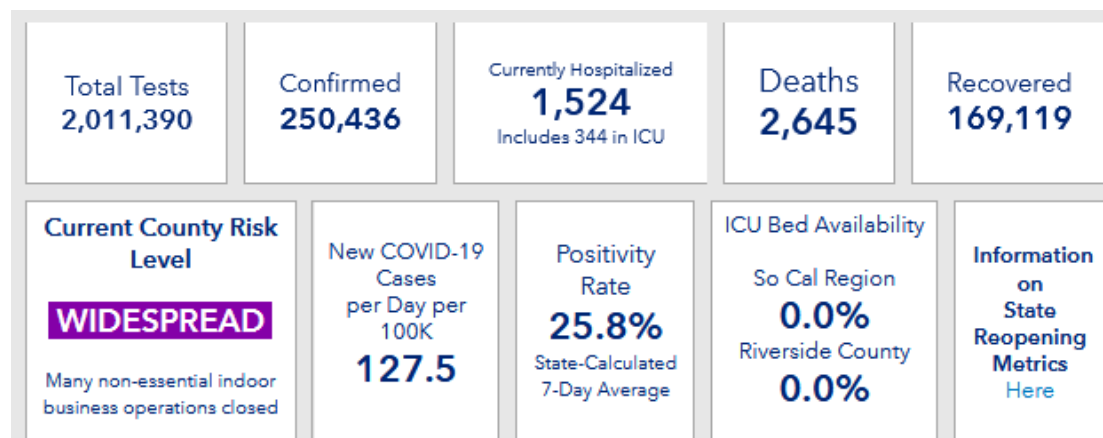 Total Tests
2,011,390
Confirmed
250,436
Currently Hospitalized
1,524
Includes 344 in ICU
Deaths
2,645
Recovered
169,119
Current County Risk
Level
WIDESPREAD
Many non-essential indoor
business operations closed
New COVID-19
Cases
per Day per
100K
127.5
Positivity
Rate
25.8%
State-Calculated
7-Day Average
ICU Bed Availability
So Cal Region
0.0%
Riverside County
0.0%
Information
on
State
Reopening
Metrics
Here